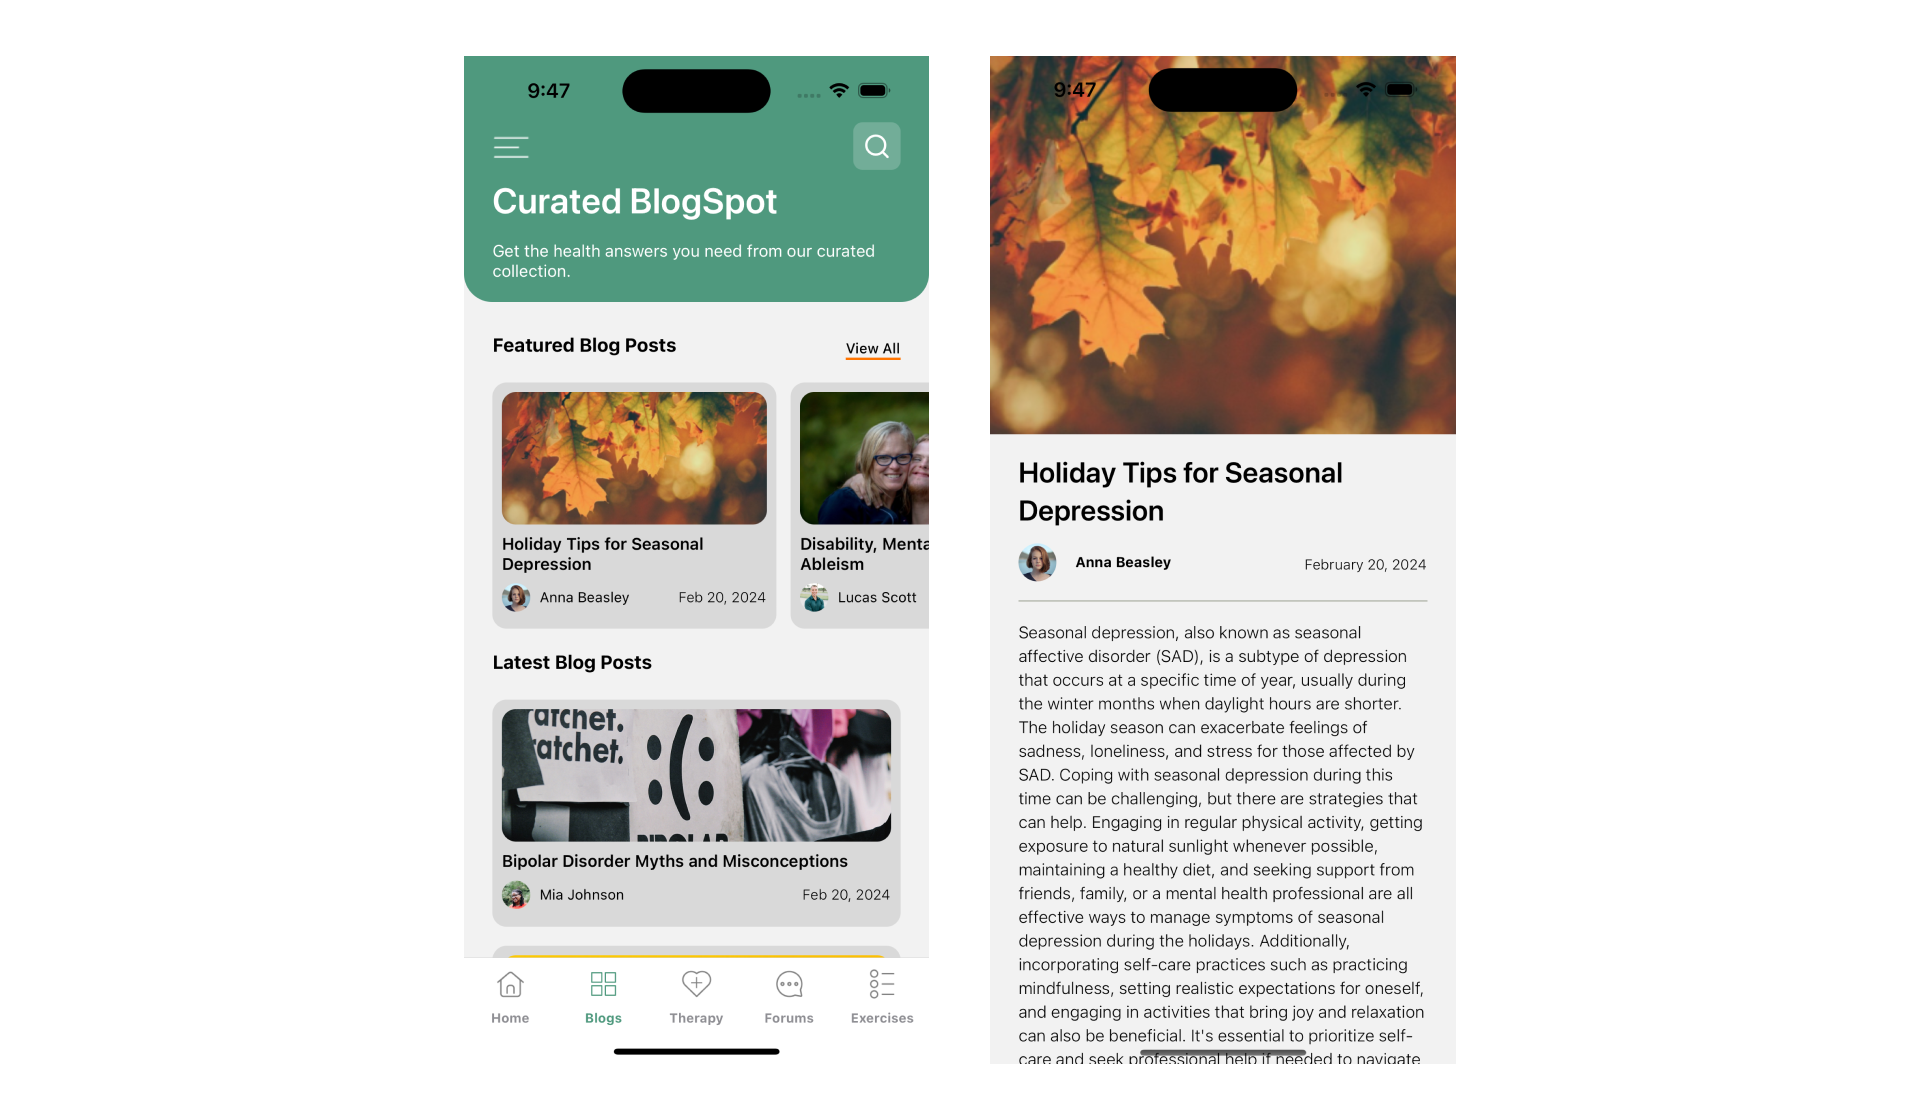 9:47
Curated BlogSpot
Get the health answers you need from our curated
collection.
Featured Blog Posts
View All
Holiday Tips for Seasonal
Depression
Anna Beasley
Feb 20, 2024
Disability, Menta
Ableism
Lucas Scott
Latest Blog Posts
atchet.
ratchet.
:(:
BIPOLAR
Bipolar Disorder Myths and Misconceptions
Mia Johnson
Feb 20, 2024
Home
Blogs
Therapy
Forums
Exercises
9:47
Holiday Tips for Seasonal
Depression
Anna Beasley
February 20, 2024
Seasonal depression, also known as seasonal
affective disorder (SAD), is a subtype of depression
that occurs at a specific time of year, usually during
the winter months when daylight hours are shorter.
The holiday season can exacerbate feelings of
sadness, loneliness, and stress for those affected by
SAD. Coping with seasonal depression during this
time can be challenging, but there are strategies that
can help. Engaging in regular physical activity, getting
exposure to natural sunlight whenever possible,
maintaining a healthy diet, and seeking support from
friends, family, or a mental health professional are all
effective ways to manage symptoms of seasonal
depression during the holidays. Additionally,
incorporating self-care practices such as practicing
mindfulness, setting realistic expectations for oneself,
and engaging in activities that bring joy and relaxation
can also be beneficial. It's essential to prioritize self-
care and seek professional help if needed to navigate